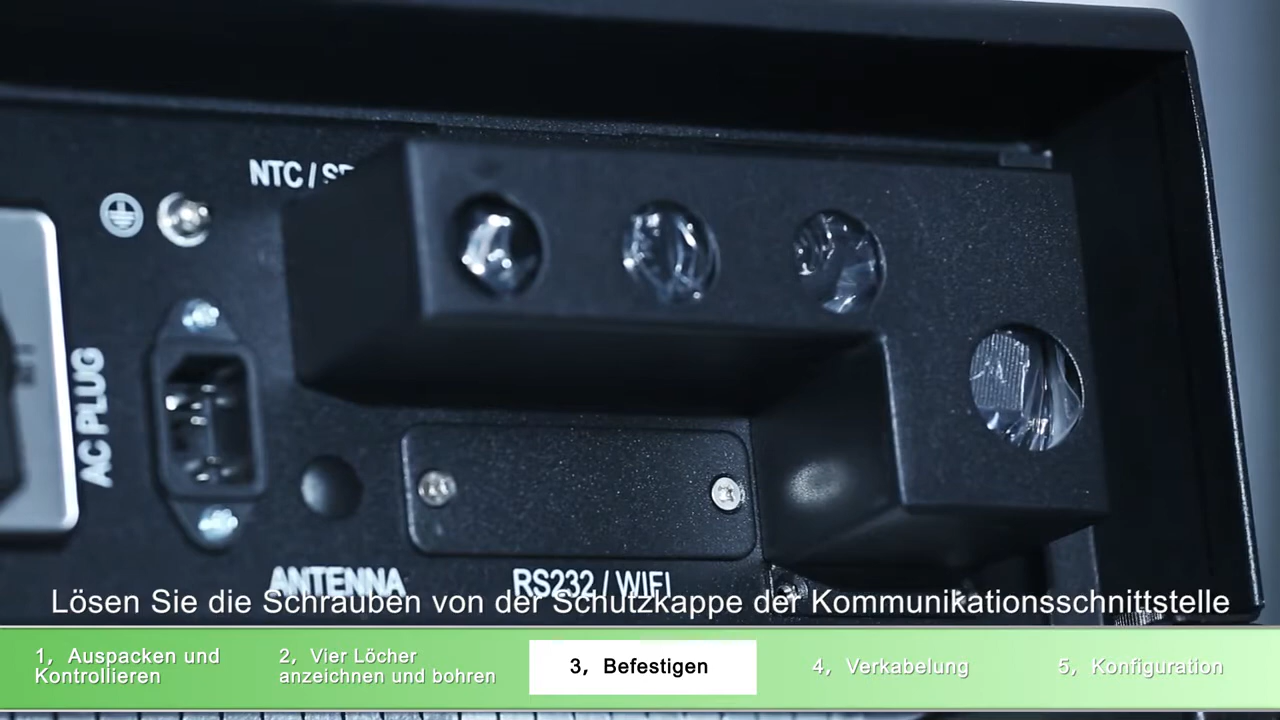 NTC /
AC PLUG
ANTENNA
RS232 / WIFI
Lösen Sie die Schrauben von der Schutzkappe der Kommunikationsschnittstelle
1, Auspacken und
Kontrollieren
2, Vier Löcher
anzeichnen und bohren
3, Befestigen
4, Verkabelung
5, Konfiguration